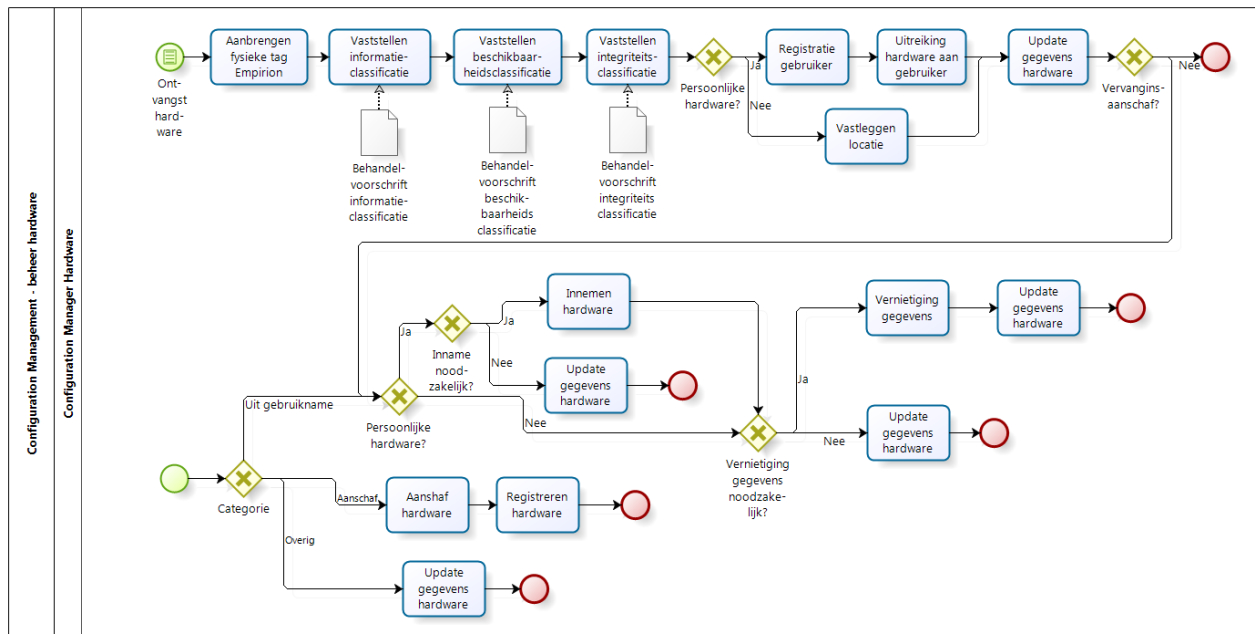 Configuration Management - beheer hardware
Configuration Manager Hardware
Ont-
vangst
hard-
ware
Aanbrengen
fysieke tag
Empirion
Vaststellen
informatie-
classificatie
Vaststellen
beschikbaar-
heidsclassificatie
Vaststellen
integriteits-
classificatie
Persoonlijke
hardware?
Ja
Nee
Registratie
gebruiker
Uitreiking
hardware aan
gebruiker
Vastleggen
locatie
Update
gegevens
hardware
Vervangins-
aanschaf?
Nee
Behandel-
voorschrift
informatie-
classificatie
Behandel-
voorschrift
beschik-
baarheids
classificatie
Behandel-
voorschrift
integriteits
classificatie
Innemen
hardware
Vernietiging
gegevens
Update
gegevens
hardware
Ja
Ja
Inname
nood-
zakelijk?
Nee
Update
gegevens
hardware
Ja
Uit gebruikname
Persoonlijke
hardware?
Nee
Vernietiging
gegevens
noodzake-
lijk?
Nee
Update
gegevens
hardware
Categorie
Aanschaf
Aanshaf
hardware
Registreren
hardware
Overig
Update
gegevens
hardware